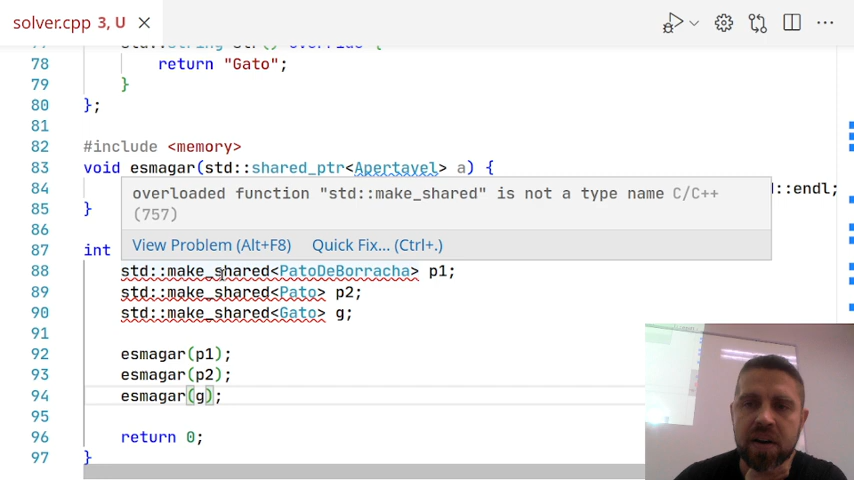 solver.cpp 3, U
78 return "Gato";
79 }
80 };
81
82 #include <memory>
83 void esmagar(std::shared_ptr<Apertavel> a) {
84 ::endl;
overloaded function "std::make_shared" is not a type name C/C++
(757)
View Problem (Alt+F8) Quick Fix... (Ctrl+.)
85 }
86
87 int
88 std::make_shared<PatoDeBorracha> p1;
89 std::make_shared<Pato> p2;
90 std::make_shared<Gato> g;
91
92 esmagar(p1);
93 esmagar(p2);
94 esmagar(g);
95
96 return 0;
97 }